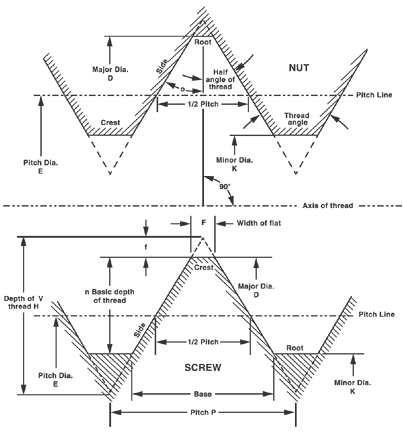 Root
Major Dia.
D
Side
Half
angle of
thread
α
NUT
Pitch Line
1/2 Pitch
Crest
Thread
angle
Pitch Dia.
E
Minor Dia.
K
90°
Axis of thread
F
Width of flat
f
Crest
n Basic depth
of thread
Major Dia.
D
Depth of V
thread H
Side
Pitch Line
1/2 Pitch
Root
SCREW
Pitch Dia.
E
Base
Minor Dia.
K
Pitch P